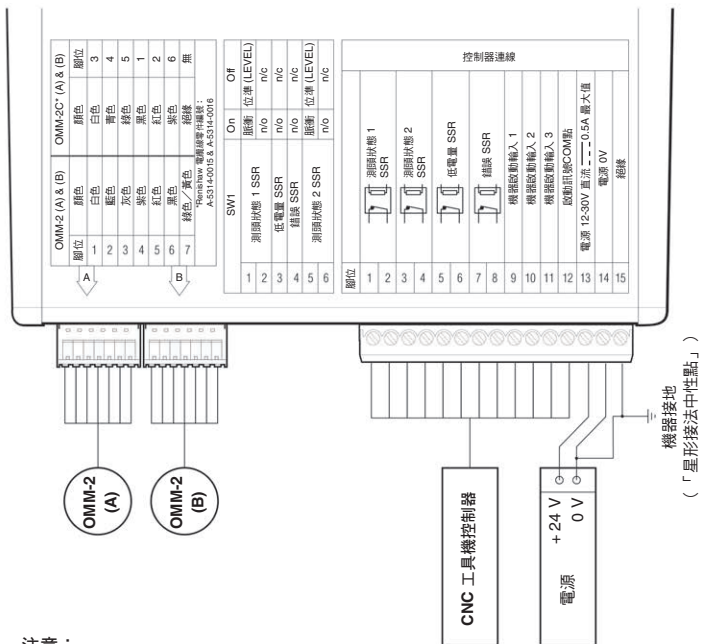 OMM-2 (A) & (B) OMM-2C* (A) & (B)
腳位 顏色 顏色 腳位
1 白色 白色 3
2 藍色 青色 4
3 灰色 綠色 5
4 紫色 黑色 1
5 紅色 紅色 2
6 黑色 紫色 6
7 綠色／黃色 絕緣 無
*Renishaw 電纜線零件編號：
A-5314-0015 & A-5314-0016
A
B
SW1 On Off
1 測頭狀態 1 SSR 脈衝 位準 (LEVEL)
2 n/o n/c
3 低電量 SSR n/o n/c
4 錯誤 SSR n/o n/c
5 測頭狀態 2 SSR 脈衝 位準 (LEVEL)
6 n/o n/c
控制器連線
腳位
1 測頭狀態 1
2 SSR
3 測頭狀態 2
4 SSR
5 低電量 SSR
6
7 錯誤 SSR
8
9 機器啟動輸入 1
10 機器啟動輸入 2
11 機器啟動輸入 3
12 啟動訊號COM點
13 電源 12-30V 直流 0.5A 最大值
14 電源 0V
15 絕緣
OMM-2
(A)
OMM-2
(B)
CNC 工具機控制器
+ 24 V
0 V
電源
機器接地
（「星形接法中性點」）
注意：